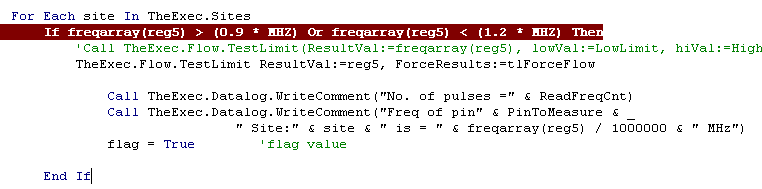 For Each site In TheExec.Sites
If freqarray(reg5) > (0.9 * MHZ) Or freqarray(reg5) < (1.2 * MHZ) Then
'Call TheExec.Flow.TestLimit(ResultVal:=freqarray(reg5), lowVal:=LowLimit, hiVal:=High
TheExec.Flow.TestLimit ResultVal:=reg5, ForceResults:=tlForceFlow
Call TheExec.Datalog.WriteComment("No. of pulses =" & ReadFreqCnt)
Call TheExec.Datalog.WriteComment("Freq of pin" & PinToMeasure & _
" Site:" & site & " is = " & freqarray(reg5) / 1000000 & " MHz")
flag = True 'flag value
End If